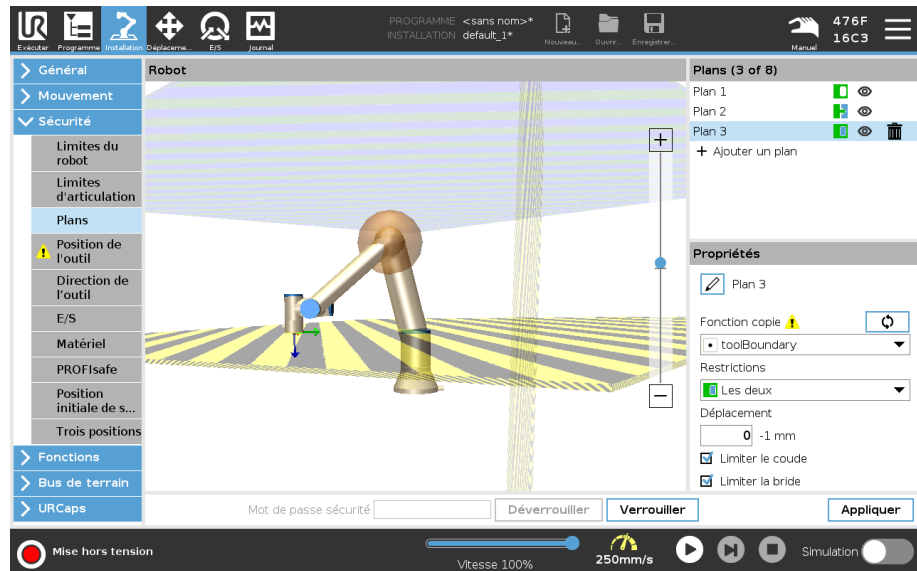 PROGRAMME <sans nom>*
INSTALLATION default_1*
UR
Exécuter
Programme
Installation
Déplaceme...
E/S
Journal
Nouveau...
Ouvrir...
Enregistrer...
Manuel
476F
16C3
Général
Mouvement
Sécurité
Limites du
robot
Limites
d'articulation
Plans
Position de
l'outil
Direction de
l'outil
E/S
Matériel
PROFIsafe
Position
initiale de s...
Trois positions
Fonctions
Bus de terrain
URCaps
Robot
Plans (3 of 8)
Plan 1
Plan 2
Plan 3
+ Ajouter un plan
Propriétés
Plan 3
Fonction copie
toolBoundary
Restrictions
Les deux
Déplacement
0 -1 mm
Limiter le coude
Limiter la bride
Mot de passe sécurité
Déverrouiller
Verrouiller
Appliquer
Mise hors tension
Vitesse 100%
250mm/s
Simulation